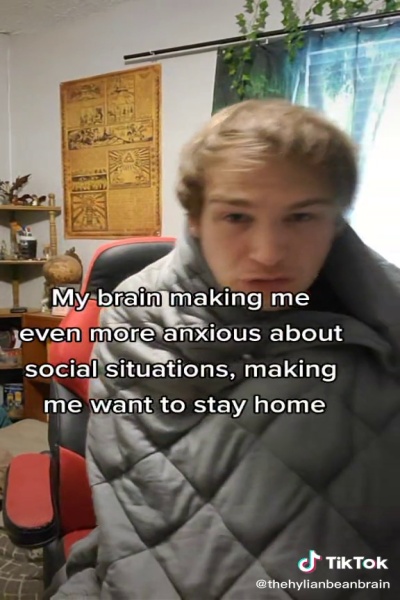 My brain making me
even more anxious about
social situations, making
me want to stay home
TikTok
@thehylianbeanbrain